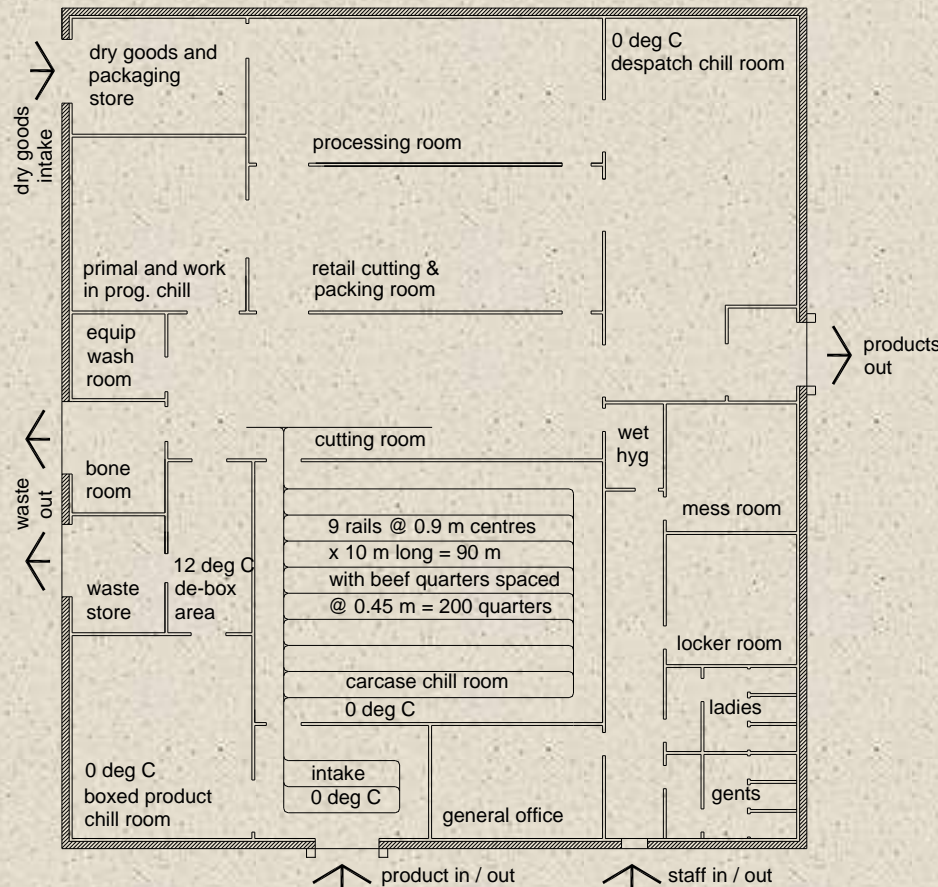 dry goods and
packaging
store
0 deg C
despatch chill room
dry goods
intake
processing room
primal and work
in prog. chill
retail cutting &
packing room
equip
wash
room
products
out
cutting room
wet
hyg
bone
room
waste
out
mess room
9 rails @ 0.9 m centres
x 10 m long = 90 m
with beef quarters spaced
@ 0.45 m = 200 quarters
12 deg C
de-box
area
waste
store
locker room
carcase chill room
0 deg C
ladies
0 deg C
boxed product
chill room
intake
0 deg C
general office
gents
product in / out
staff in / out